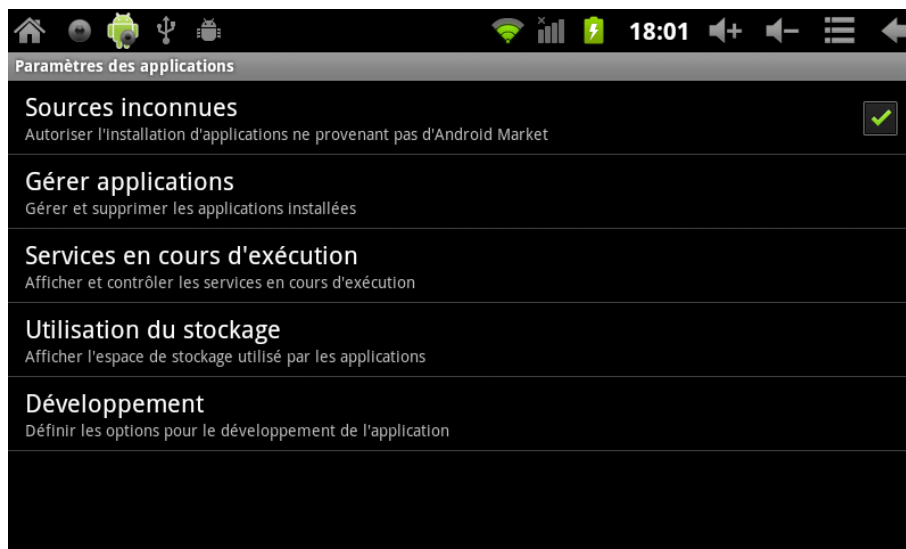 18:01
Paramètres des applications
Sources inconnues
Autoriser l'installation d'applications ne provenant pas d'Android Market
Gérer applications
Gérer et supprimer les applications installées
Services en cours d'exécution
Afficher et contrôler les services en cours d'exécution
Utilisation du stockage
Afficher l'espace de stockage utilisé par les applications
Développement
Définir les options pour le développement de l'application